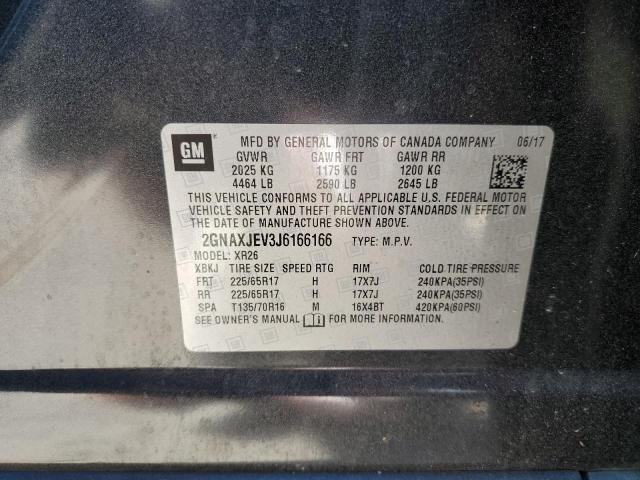 GM
MFD BY GENERAL MOTORS OF CANADA COMPANY 06/17
GVWR GAWR FRT GAWR RR
2025 KG 1175 KG 1200 KG
4464 LB 2590 LB 2645 LB
THIS VEHICLE CONFORMS TO ALL APPLICABLE U.S. FEDERAL MOTOR
VEHICLE SAFETY AND THEFT PREVENTION STANDARDS IN EFFECT ON
THE DATE OF MANUFACTURE SHOWN ABOVE.
2GNAXJEV3J6166166 TYPE: M.P.V.
MODEL: XR26
XBKJ TIRE SIZE SPEED RTG RIM COLD TIRE PRESSURE
FRT 225/65R17 H 17X7J 240KPA(35PSI)
RR 225/65R17 H 17X7J 240KPA(35PSI)
SPA T135/70R16 M 16X4BT 420KPA(60PSI)
SEE OWNER'S MANUAL FOR MORE INFORMATION.